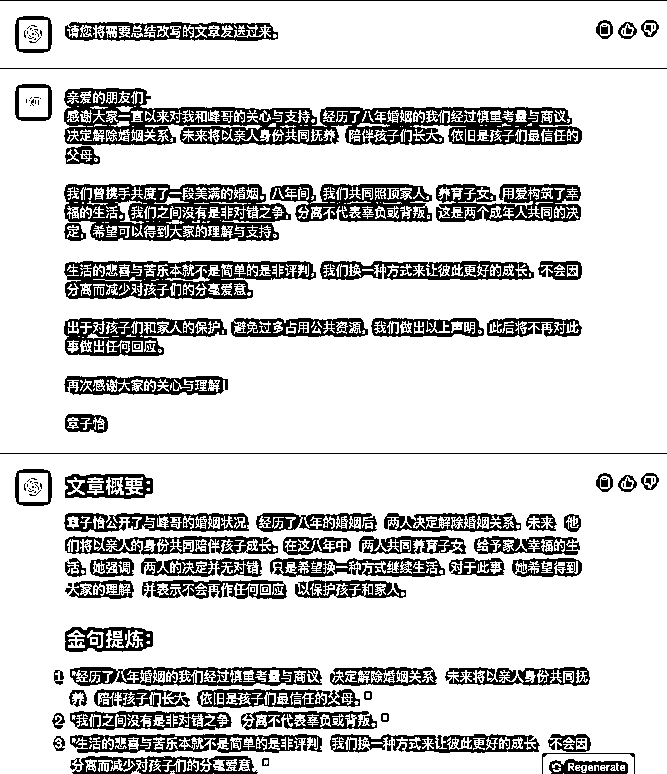 请您将需要总结改写的文章发送过来。
亲爱的朋友们
感谢大家一直以来对我和峰哥的关心与支持，经历了八年婚姻的我们经过慎重考量与商议，
决定解除婚姻关系，未来将以亲人身份共同抚养，陪伴孩子们长大，依旧是孩子们最信任的
父母。
我们曾携手共度了一段美满的婚姻，八年间，我们共同照顾家人，养育子女，用爱构筑了幸
福的生活，我们之间没有是非对错之争，分离不代表辜负或背叛，这是两个成年人共同的决
定，希望可以得到大家的理解与支持。
生活的悲喜与苦乐本就不是简单的是非评判，我们换一种方式来让彼此更好的成长，不会因
分离而减少对孩子们的分毫爱意。
出于对孩子们和家人的保护，避免过多占用公共资源，我们做出以上声明，此后将不再对此
事做出任何回应。
再次感谢大家的关心与理解！
章子怡
文章概要：
章子怡公开了与峰哥的婚姻状况，经历了八年的婚姻后，两人决定解除婚姻关系。未来，他
们将以亲人的身份共同陪伴孩子成长。在这八年中，两人共同养育子女，给予家人幸福的生
活。她强调，两人的决定并无对错，只是希望换一种方式继续生活。对于此事，她希望得到
大家的理解，并表示不会再作任何回应，以保护孩子和家人。
金句提炼：
1. "经历了八年婚姻的我们经过慎重考量与商议，决定解除婚姻关系，未来将以亲人身份共同抚
养，陪伴孩子们长大，依旧是孩子们最信任的父母。"
2. "我们之间没有是非对错之争，分离不代表辜负或背叛。"
3. "生活的悲喜与苦乐本就不是简单的是非评判，我们换一种方式来让彼此更好的成长，不会因
分离而减少对孩子们的分毫爱意。"
Regenerate